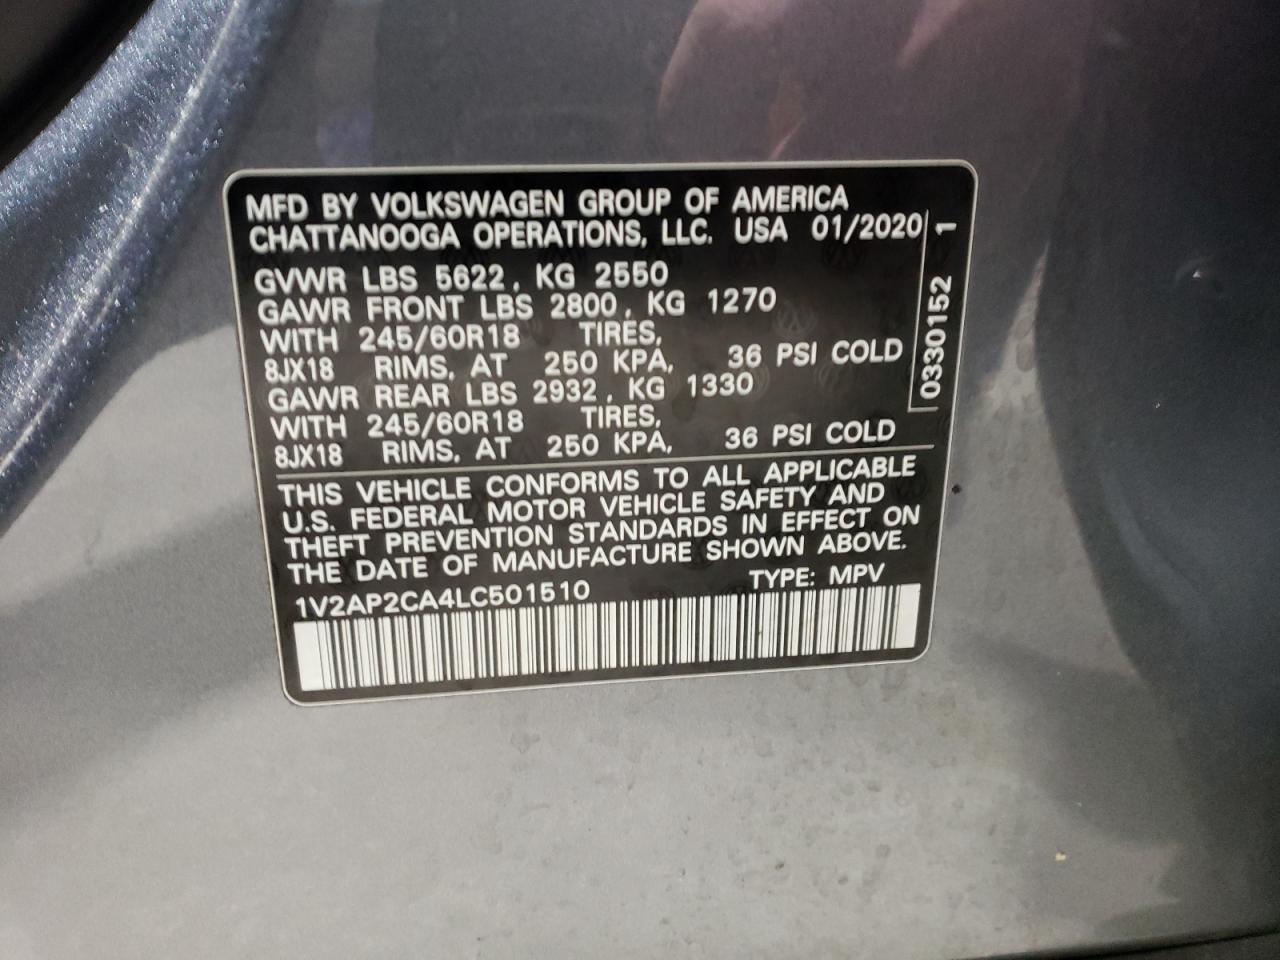 MFD BY VOLKSWAGEN GROUP OF AMERICA
CHATTANOOGA OPERATIONS, LLC. USA 01/2020
GVWR LBS 5622, KG 2550
GAWR FRONT LBS 2800, KG 1270
WITH 245/60R18 TIRES,
8JX18 RIMS, AT 250 KPA, 36 PSI COLD
GAWR REAR LBS 2932, KG 1330
WITH 245/60R18 TIRES,
8JX18 RIMS, AT 250 KPA, 36 PSI COLD
0330152 1
THIS VEHICLE CONFORMS TO ALL APPLICABLE
U.S. FEDERAL MOTOR VEHICLE SAFETY AND
THEFT PREVENTION STANDARDS IN EFFECT ON
THE DATE OF MANUFACTURE SHOWN ABOVE.
1V2AP2CA4LC501510 TYPE: MPV